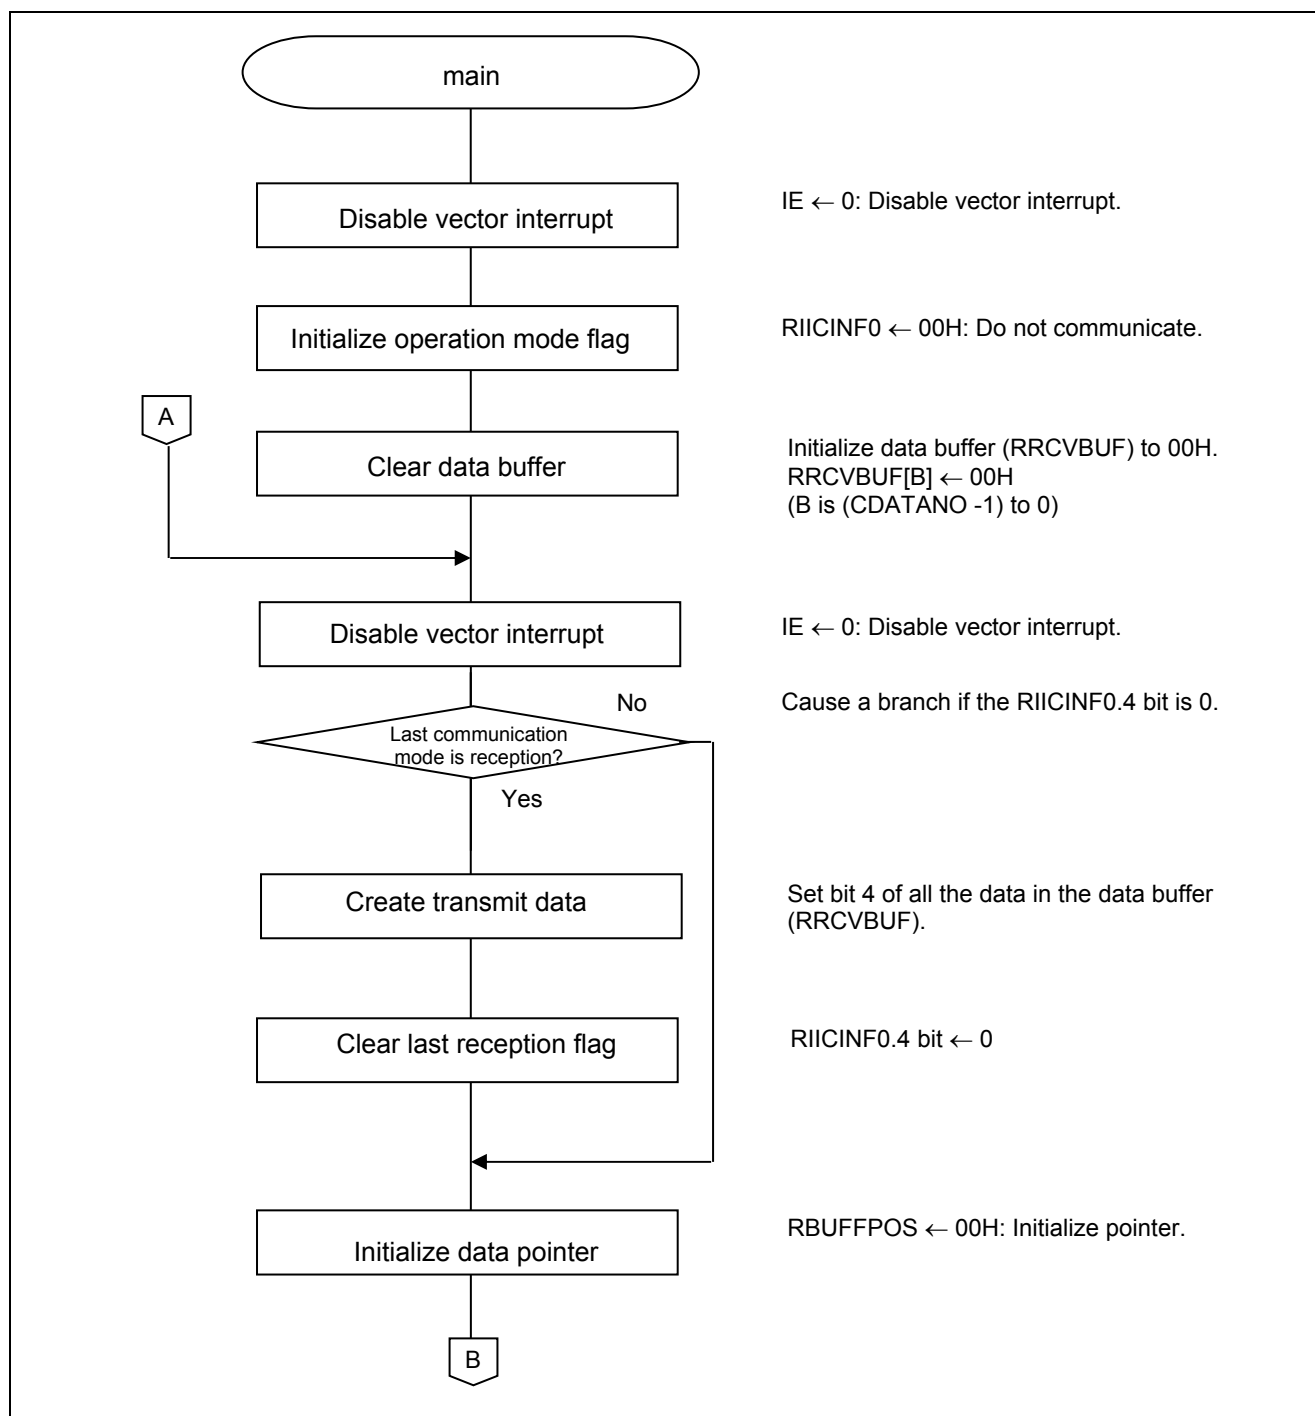 main
Disable vector interrupt
IE ← 0: Disable vector interrupt.
Initialize operation mode flag
RIICINF0 ← 00H: Do not communicate.
A
Clear data buffer
Initialize data buffer (RRCVBUF) to 00H.
RRCVBUF[B] ← 00H
(B is (CDATANO -1) to 0)
Disable vector interrupt
IE ← 0: Disable vector interrupt.
No
Cause a branch if the RIICINF0.4 bit is 0.
Last communication
mode is reception?
Yes
Create transmit data
Set bit 4 of all the data in the data buffer
(RRCVBUF).
Clear last reception flag
RIICINF0.4 bit ← 0
Initialize data pointer
RBUFFPOS ← 00H: Initialize pointer.
B